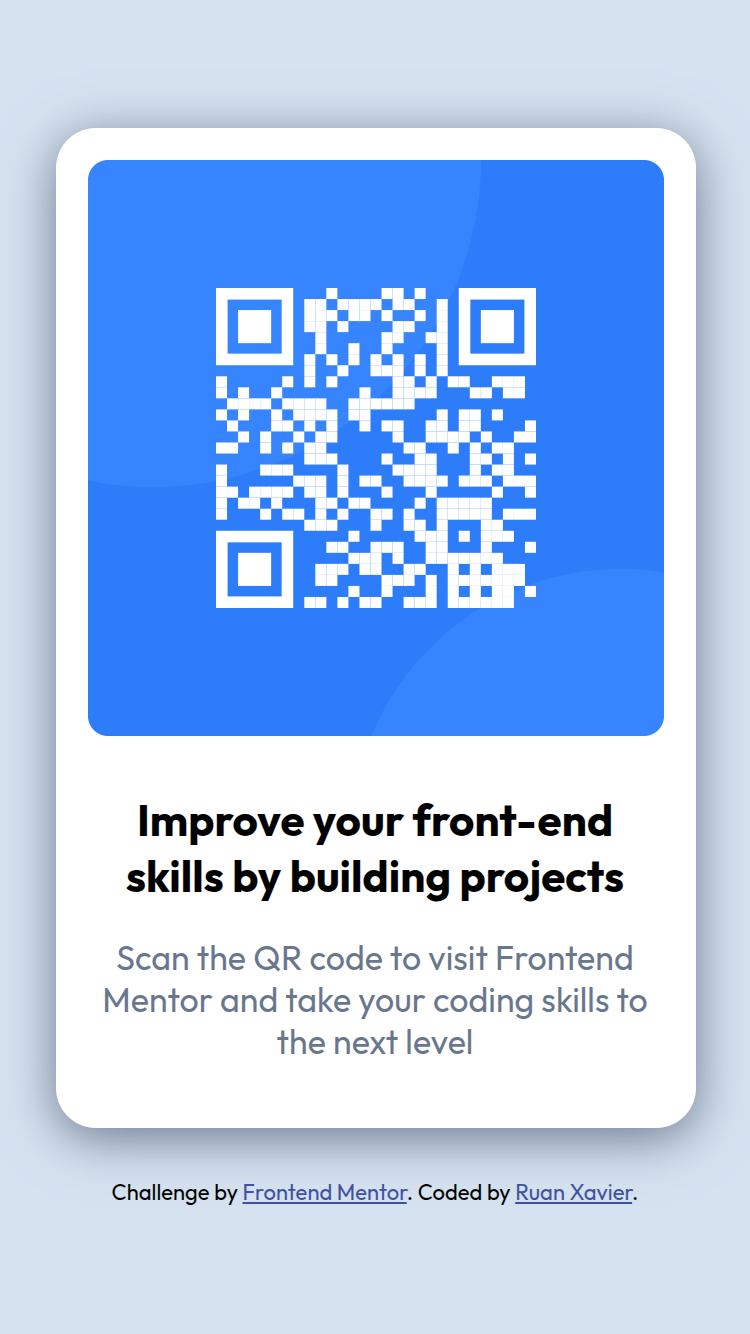 Improve your front-end
skills by building projects
Scan the QR code to visit Frontend
Mentor and take your coding skills to
the next level
Challenge by Frontend Mentor. Coded by Ruan Xavier.